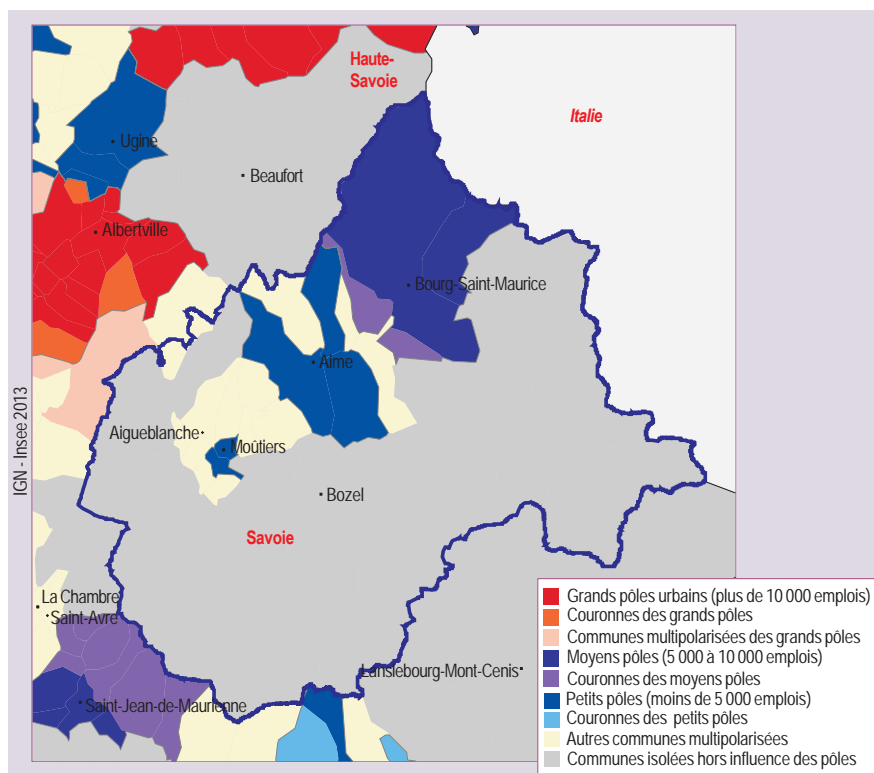 Haute-
Savoie
Italie
Ugine
Beaufort
Albertville
Bourg-Saint-Maurice
Aime
Aigueblanche
Moûtiers
Bozel
IGN - Insee 2013
Savoie
La Chambre
Saint-Avre
Lanslebourg-Mont-Cenis
Saint-Jean-de-Maurienne
Grands pôles urbains (plus de 10 000 emplois)
Couronnes des grands pôles
Communes multipolarisées des grands pôles
Moyens pôles (5 000 à 10 000 emplois)
Couronnes des moyens pôles
Petits pôles (moins de 5 000 emplois)
Couronnes des petits pôles
Autres communes multipolarisées
Communes isolées hors influence des pôles